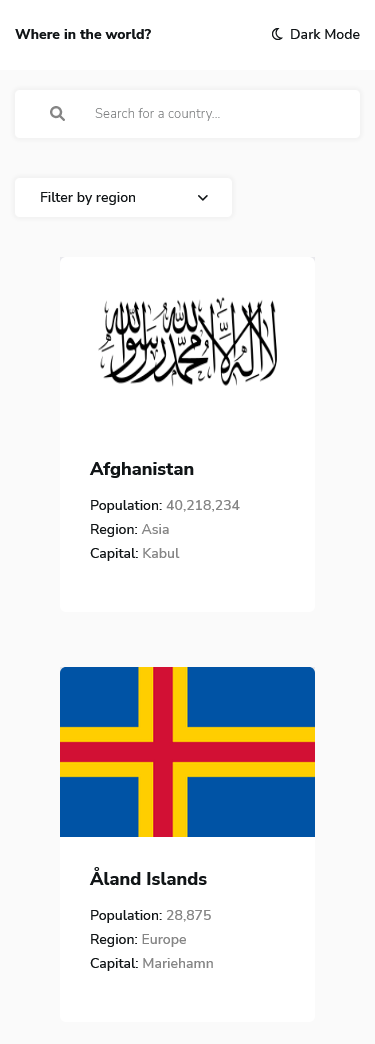 Where in the world?
Dark Mode
Search for a country...
Filter by region
لا إله إلا الله محمد رسول الله
Afghanistan
Population: 40,218,234
Region: Asia
Capital: Kabul
Åland Islands
Population: 28,875
Region: Europe
Capital: Mariehamn